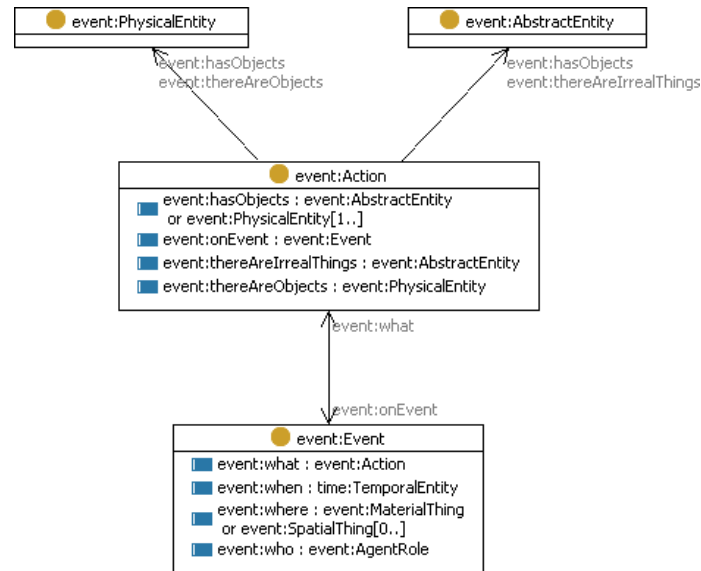 event:PhysicalEntity
event:AbstractEntity
event:hasObjects
event:thereAreObjects
event:hasObjects
event:thereAreIrrealThings
event:Action
event:hasObjects : event:AbstractEntity
or event:PhysicalEntity[1..]
event:onEvent : event:Event
event:thereAreIrrealThings : event:AbstractEntity
event:thereAreObjects : event:PhysicalEntity
event:what
event:onEvent
event:Event
event:what : event:Action
event:when : time:TemporalEntity
event:where : event:MaterialThing
or event:SpatialThing[0..]
event:who : event:AgentRole